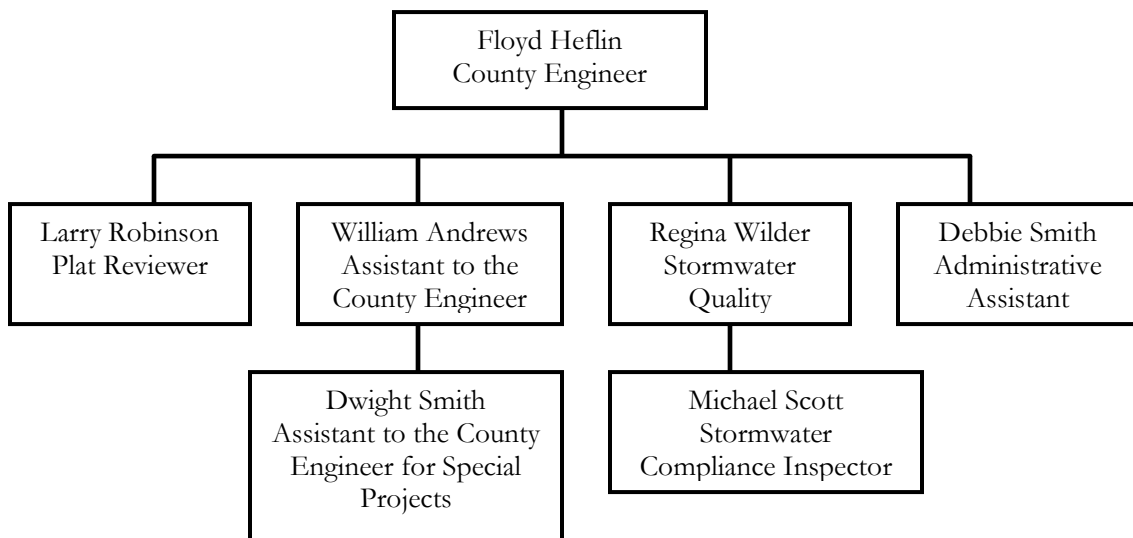 Floyd Heflin
County Engineer
Larry Robinson
Plat Reviewer
William Andrews
Assistant to the
County Engineer
Regina Wilder
Stormwater
Quality
Debbie Smith
Administrative
Assistant
Dwight Smith
Assistant to the County
Engineer for Special
Projects
Michael Scott
Stormwater
Compliance Inspector